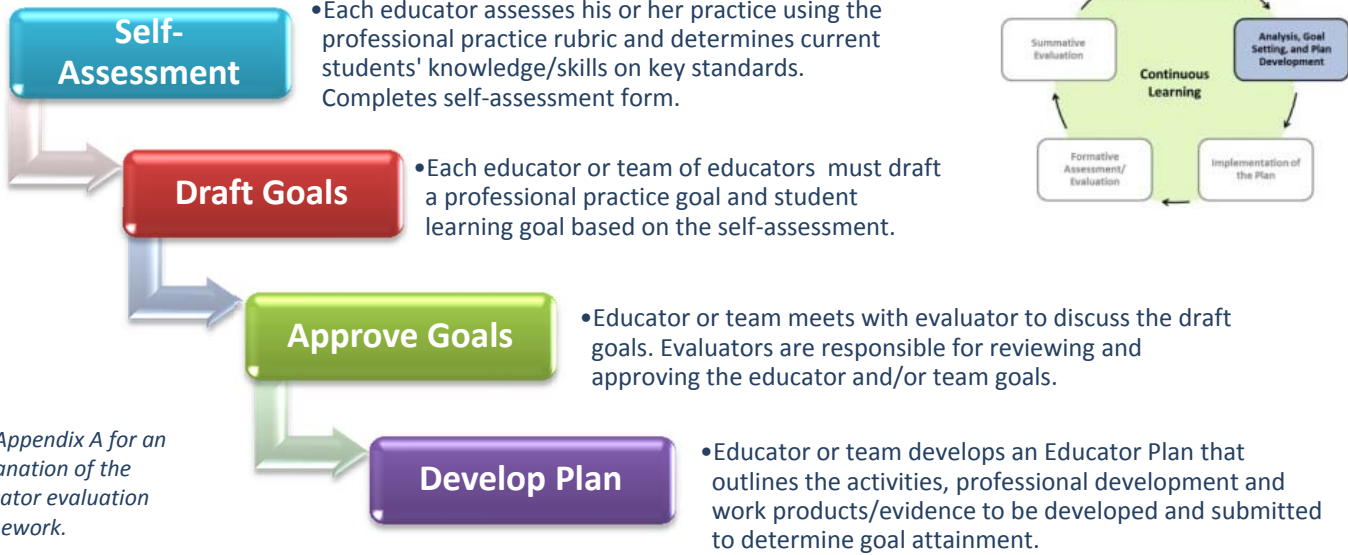 Self-
Assessment
•Each educator assesses his or her practice using the
professional practice rubric and determines current
students' knowledge/skills on key standards.
Completes self-assessment form.
Summative
Evaluation
Analysis, Goal
Setting, and Plan
Development
Continuous
Learning
Formative
Assessment/
Evaluation
Implementation of
the Plan
Draft Goals
•Each educator or team of educators must draft
a professional practice goal and student
learning goal based on the self-assessment.
Approve Goals
•Educator or team meets with evaluator to discuss the draft
goals. Evaluators are responsible for reviewing and
approving the educator and/or team goals.
Appendix A for an
of the
evaluation
Develop Plan
•Educator or team develops an Educator Plan that
outlines the activities, professional development and
work products/evidence to be developed and submitted
to determine goal attainment.